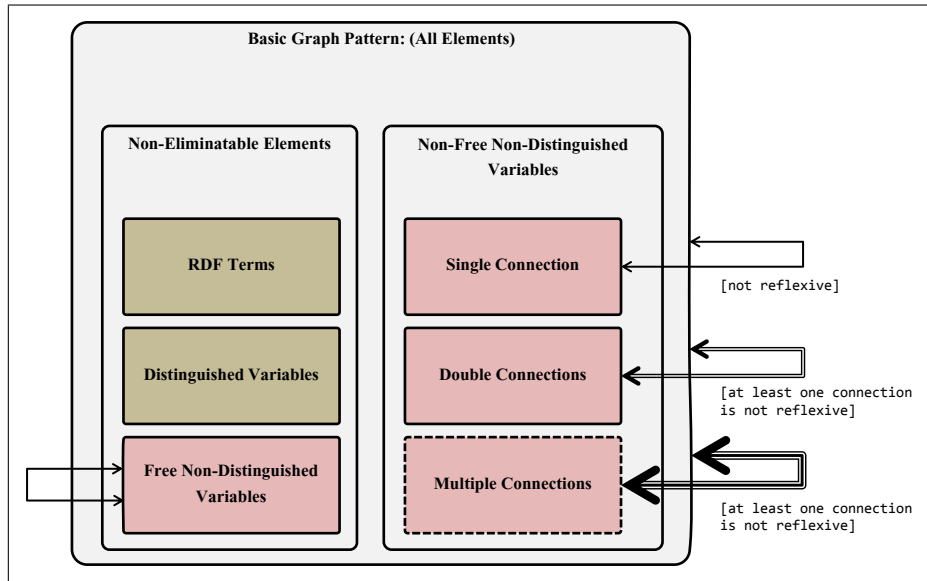 Basic Graph Pattern: (All Elements)
Non-Eliminatable Elements
RDF Terms
Distinguished Variables
Free Non-Distinguished
Variables
Non-Free Non-Distinguished
Variables
Single Connection
Double Connections
Multiple Connections
[not reflexive]
[at least one connection
is not reflexive]
[at least one connection
is not reflexive]